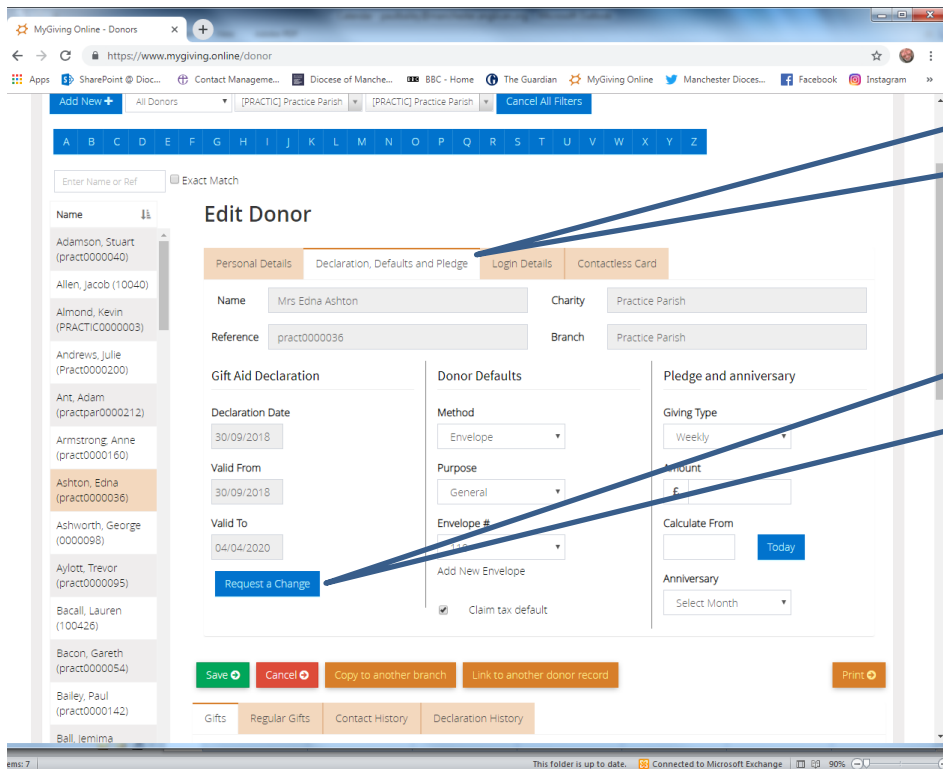 MyGiving Online - Donors
https://www.mygiving.online/donor
Apps SharePoint @ Dioc... Contact Manageme... Diocese of Manche... BBC - Home The Guardian MyGiving Online Manchester Dioces... Facebook Instagram »
Add New + All Donors [PRACTIC] Practice Parish [PRACTIC] Practice Parish Cancel All Filters
A B C D E F G H I J K L M N O P Q R S T U V W X Y Z
Enter Name or Ref Exact Match
Name
Adamson, Stuart
(pract0000040)
Allen, Jacob (10040)
Almond, Kevin
(PRACTIC0000003)
Andrews, Julie
(Pract0000200)
Ant, Adam
(practpar0000212)
Armstrong, Anne
(pract0000160)
Ashton, Edna
(pract0000036)
Ashworth, George
(0000098)
Aylott, Trevor
(pract0000095)
Bacall, Lauren
(100426)
Bacon, Gareth
(pract0000054)
Bailey, Paul
(pract0000142)
Ball, Jemima
Edit Donor
Personal Details Declaration, Defaults and Pledge Login Details Contactless Card
Name Mrs Edna Ashton Charity Practice Parish
Reference pract0000036 Branch Practice Parish
Gift Aid Declaration
Declaration Date
30/09/2018
Valid From
30/09/2018
Valid To
04/04/2020
Request a Change
Donor Defaults
Method
Envelope
Purpose
General
Envelope #
Add New Envelope
Claim tax default
Pledge and anniversary
Giving Type
Weekly
Amount
£
Calculate From
Today
Anniversary
Select Month
Save Cancel Copy to another branch Link to another donor record Print
Gifts Regular Gifts Contact History Declaration History
ems: 7 This folder is up to date. Connected to Microsoft Exchange 90%